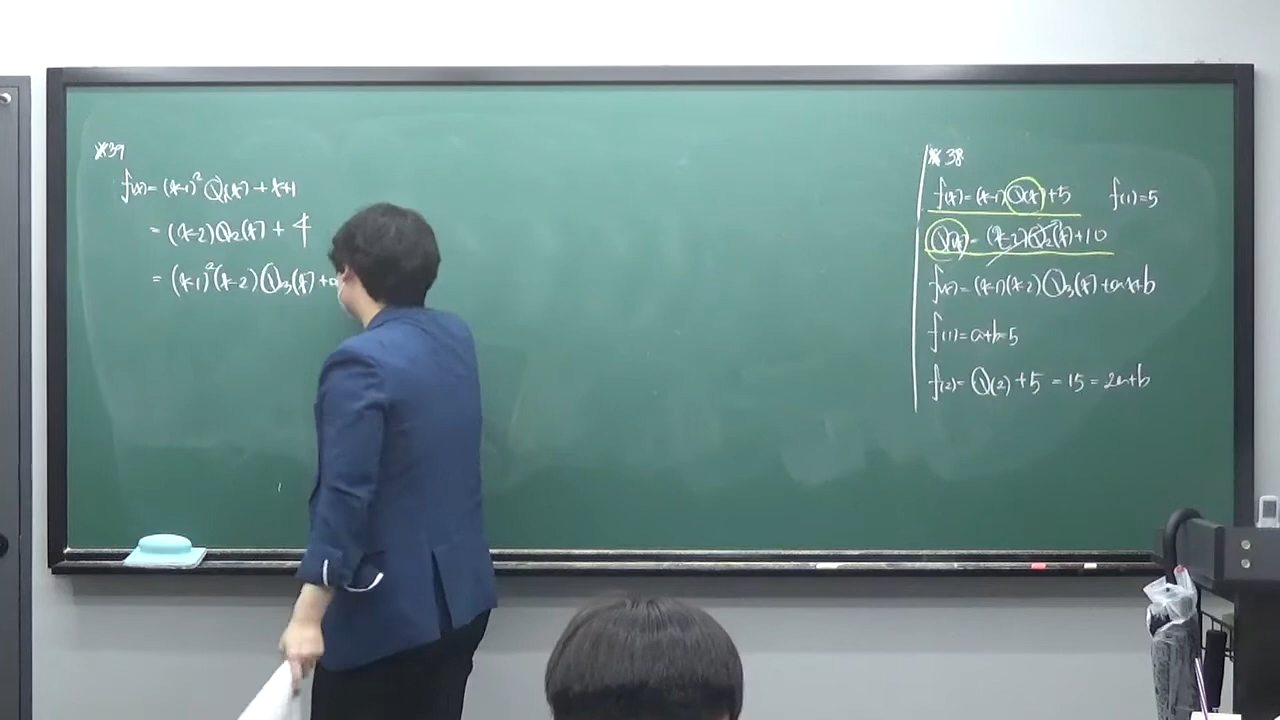 ※39
f(x)=(x-1)²Q(x)+x+1
=(x-2)Q₂(x)+4
=(x-1)²(x-2)Q₃(x)+a
※38
f(x)=(x-1)Q(x)+5 f(1)=5
Q(x)=(x-2)Q₂(x)+10
f(x)=(x-1)(x-2)Q₃(x)+ax+b
f(1)=a+b=5
f(2)=Q(2)+5=15=2a+b